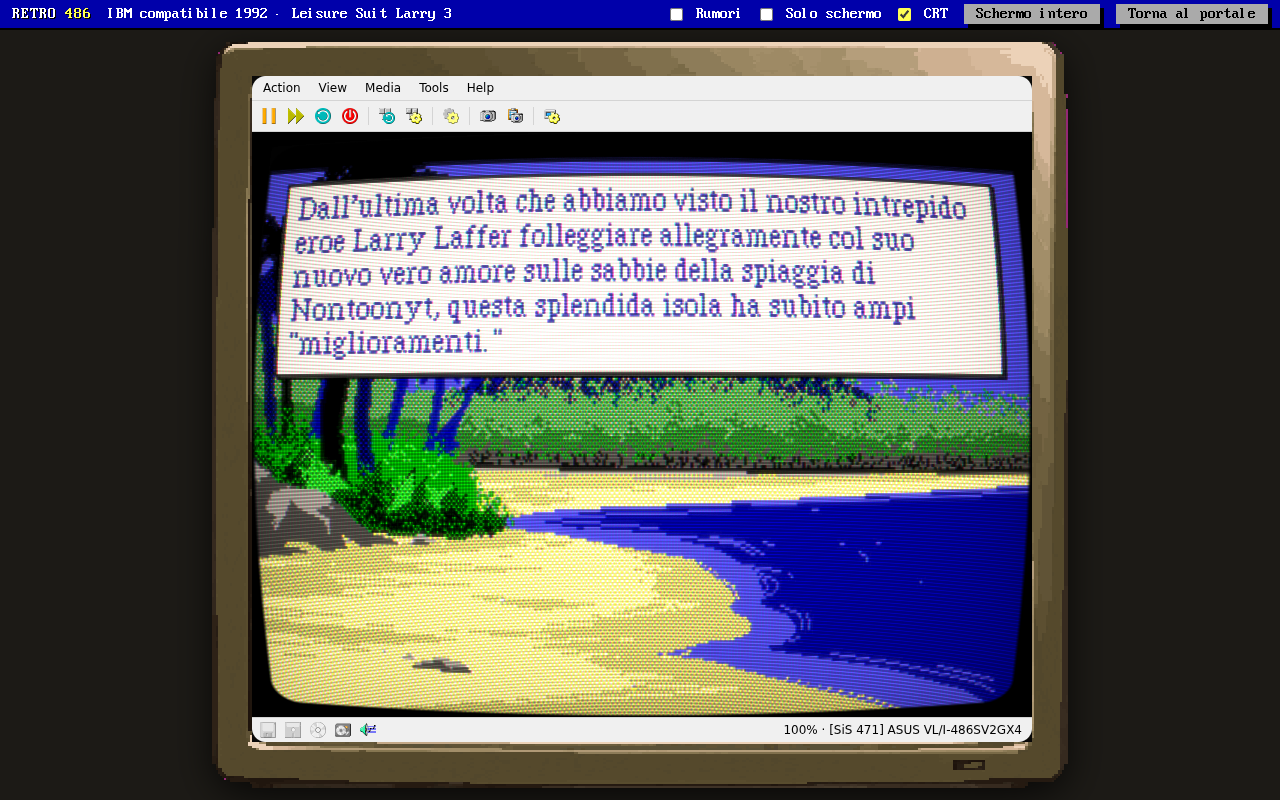 RETRO 486 IBM compatibile 1992 · Leisure Suit Larry 3
Rumori Solo schermo CRT Schermo intero Torna al portale
Action View Media Tools Help
Dall'ultima volta che abbiamo visto il nostro intrepido
eroe Larry Laffer folleggiare allegramente col suo
nuovo vero amore sulle sabbie della spiaggia di
Nontoonyt, questa splendida isola ha subito ampi
"miglioramenti."
100% · [SiS 471] ASUS VL/I-486SV2GX4